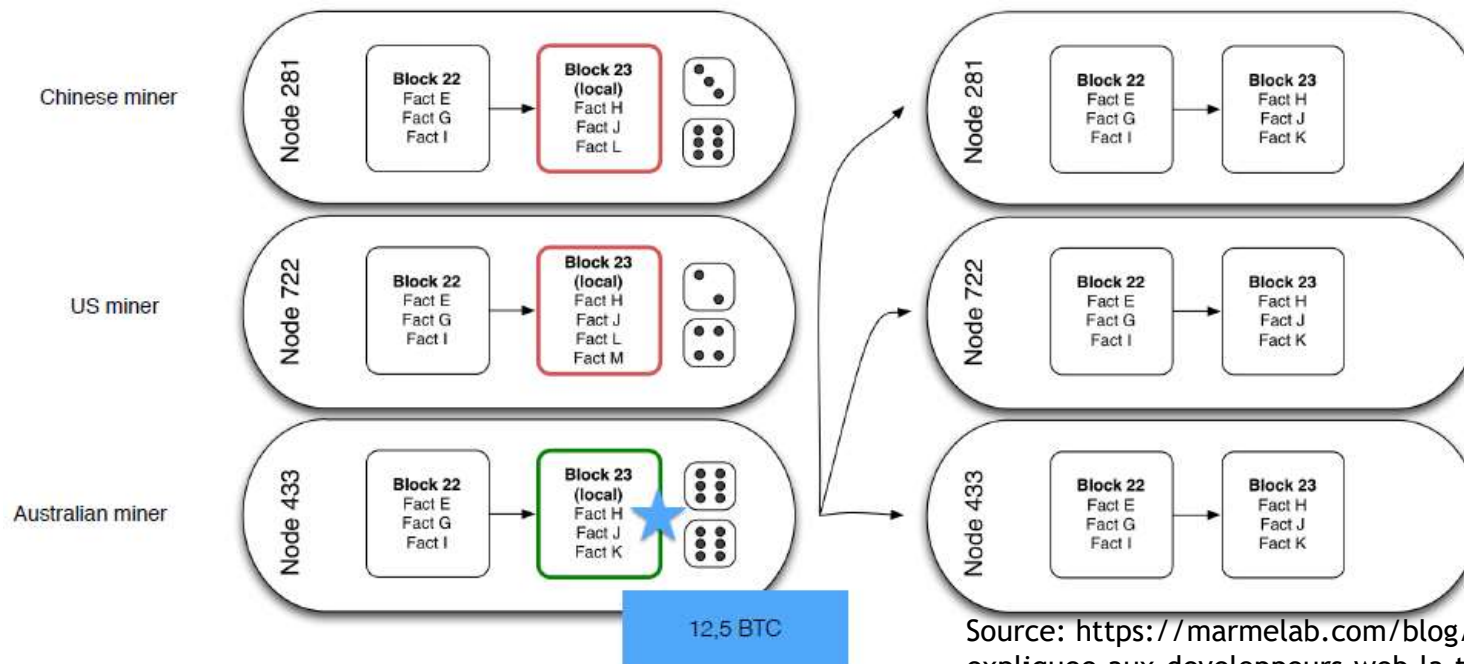 Chinese miner
Node 281
Block 22
Fact E
Fact G
Fact I
Block 23
(local)
Fact H
Fact J
Fact L
Node 281
Block 22
Fact E
Fact G
Fact I
Block 23
Fact H
Fact J
Fact K
US miner
Node 722
Block 22
Fact E
Fact G
Fact I
Block 23
(local)
Fact H
Fact J
Fact L
Fact M
Node 722
Block 22
Fact E
Fact G
Fact I
Block 23
Fact H
Fact J
Fact K
Australian miner
Node 433
Block 22
Fact E
Fact G
Fact I
Block 23
(local)
Fact H
Fact J
Fact K
Node 433
Block 22
Fact E
Fact G
Fact I
Block 23
Fact H
Fact J
Fact K
12,5 BTC
Source: https://marmelab.com/blog/